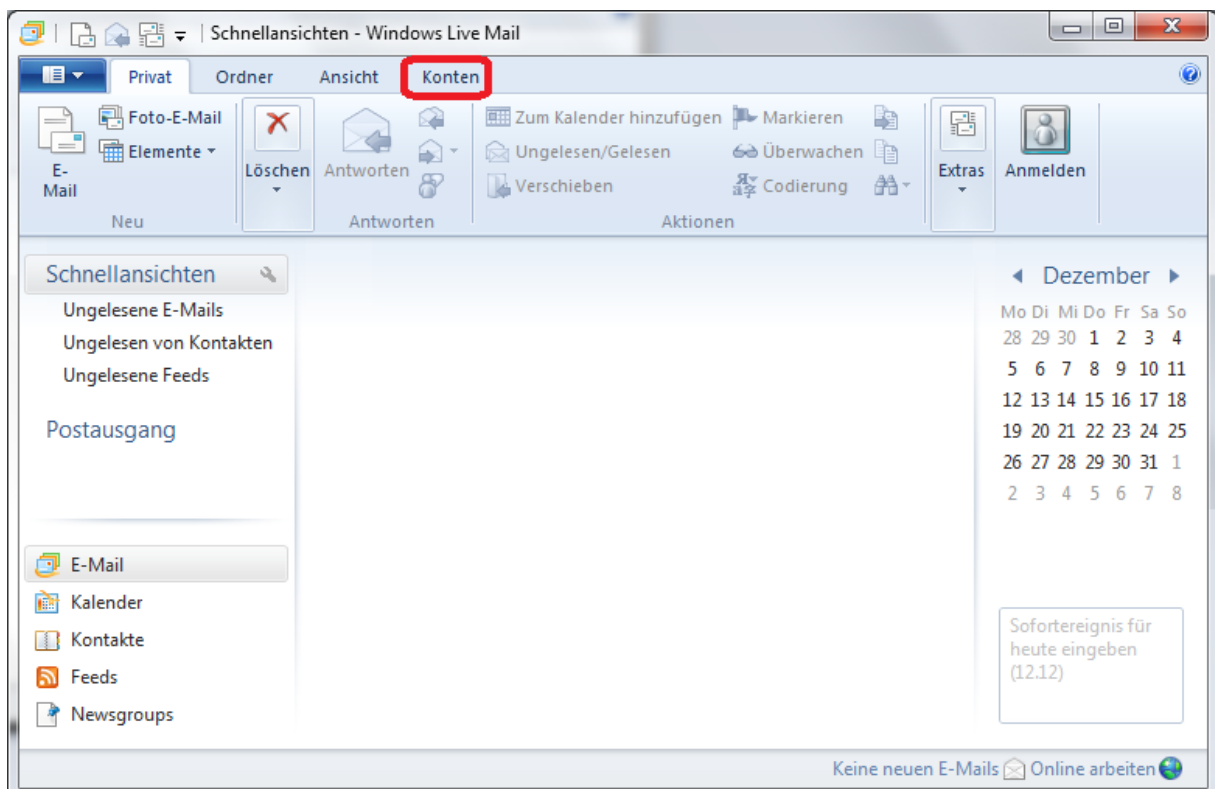 Schnellansichten - Windows Live Mail
Privat Ordner Ansicht Konten
Foto-E-Mail
Elemente
E-
Mail
Neu
Löschen
Antworten
Antworten
Zum Kalender hinzufügen
Ungelesen/Gelesen
Verschieben
Markieren
Überwachen
Codierung
Aktionen
Extras
Anmelden
Schnellansichten
Ungelesene E-Mails
Ungelesen von Kontakten
Ungelesene Feeds
Postausgang
E-Mail
Kalender
Kontakte
Feeds
Newsgroups
Dezember
Mo Di Mi Do Fr Sa So
28 29 30 1 2 3 4
5 6 7 8 9 10 11
12 13 14 15 16 17 18
19 20 21 22 23 24 25
26 27 28 29 30 31 1
2 3 4 5 6 7 8
Sofortereignis für
heute eingeben
(12.12)
Keine neuen E-Mails Online arbeiten